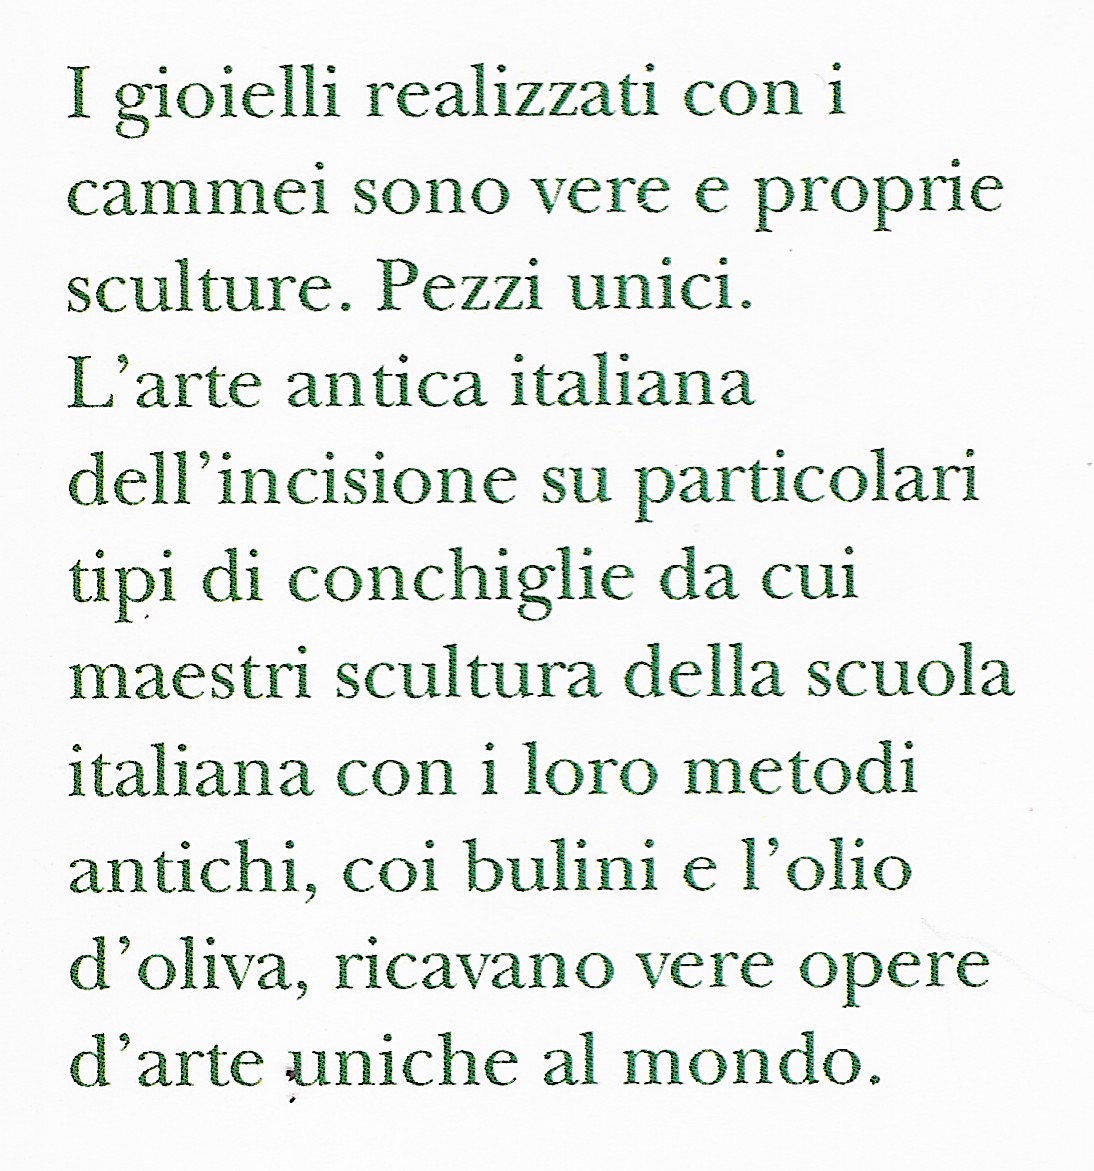 I gioielli realizzati con i
cammei sono vere e proprie
sculture. Pezzi unici.
L’arte antica italiana
dell’incisione su particolari
tipi di conchiglie da cui
maestri scultura della scuola
italiana con i loro metodi
antichi, coi bulini e l’olio
d’oliva, ricavano vere opere
d’arte uniche al mondo.